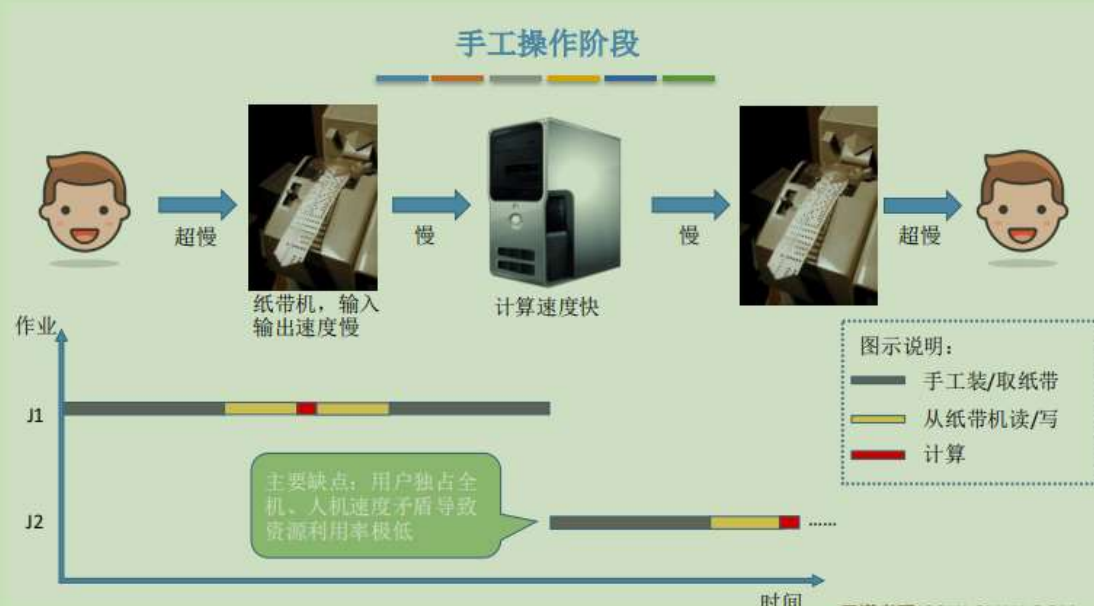 手工操作阶段
超慢
慢
慢
超慢
纸带机，输入
输出速度慢
计算速度快
作业
图示说明：
手工装/取纸带
从纸带机读/写
计算
J1
主要缺点：用户独占全
机、人机速度矛盾导致
资源利用率极低
J2
......
时间